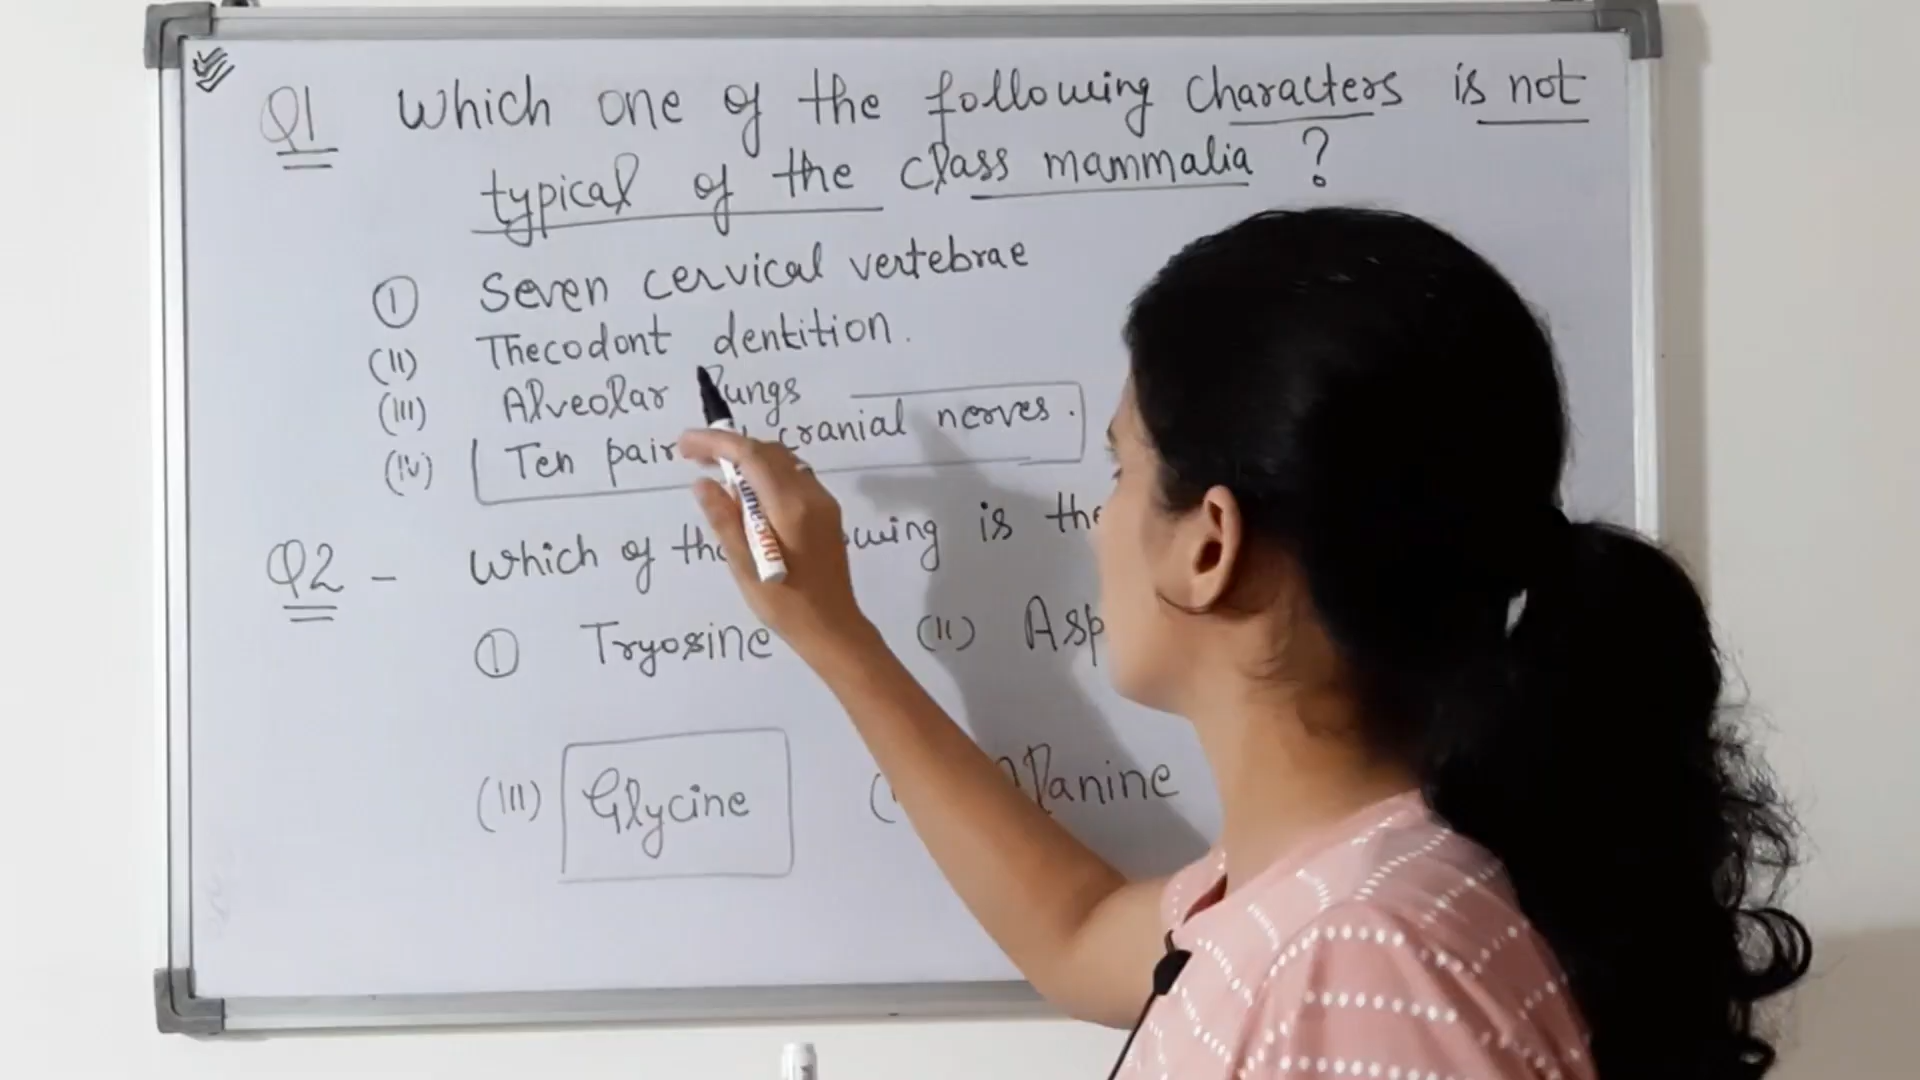 Q1 Which one of the following characters is not
typical of the class mammalia ?
① Seven cervical vertebrae
(II) Thecodont dentition.
(III) Alveolar lungs
(IV) Ten pair cranial nerves.
Q2 - Which of the is the
① Tryosine (II) Asp
(III) Glycine Alanine